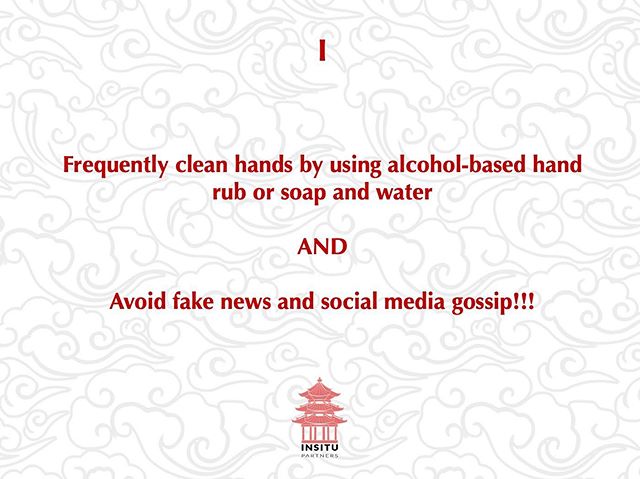 I
Frequently clean hands by using alcohol-based hand
rub or soap and water
AND
Avoid fake news and social media gossip!!!
INSITU
PARTNERS